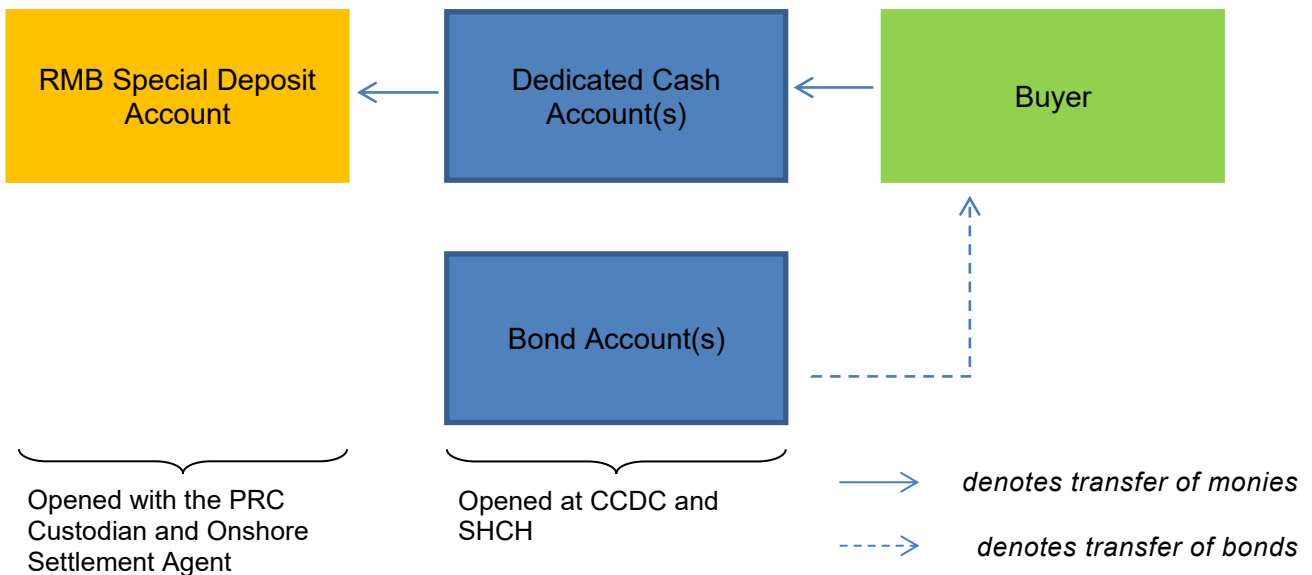 RMB Special Deposit
Account
Dedicated Cash
Account(s)
Buyer
Bond Account(s)
Opened with the PRC
Custodian and Onshore
Settlement Agent
Opened at CCDC and
SHCH
denotes transfer of monies
denotes transfer of bonds